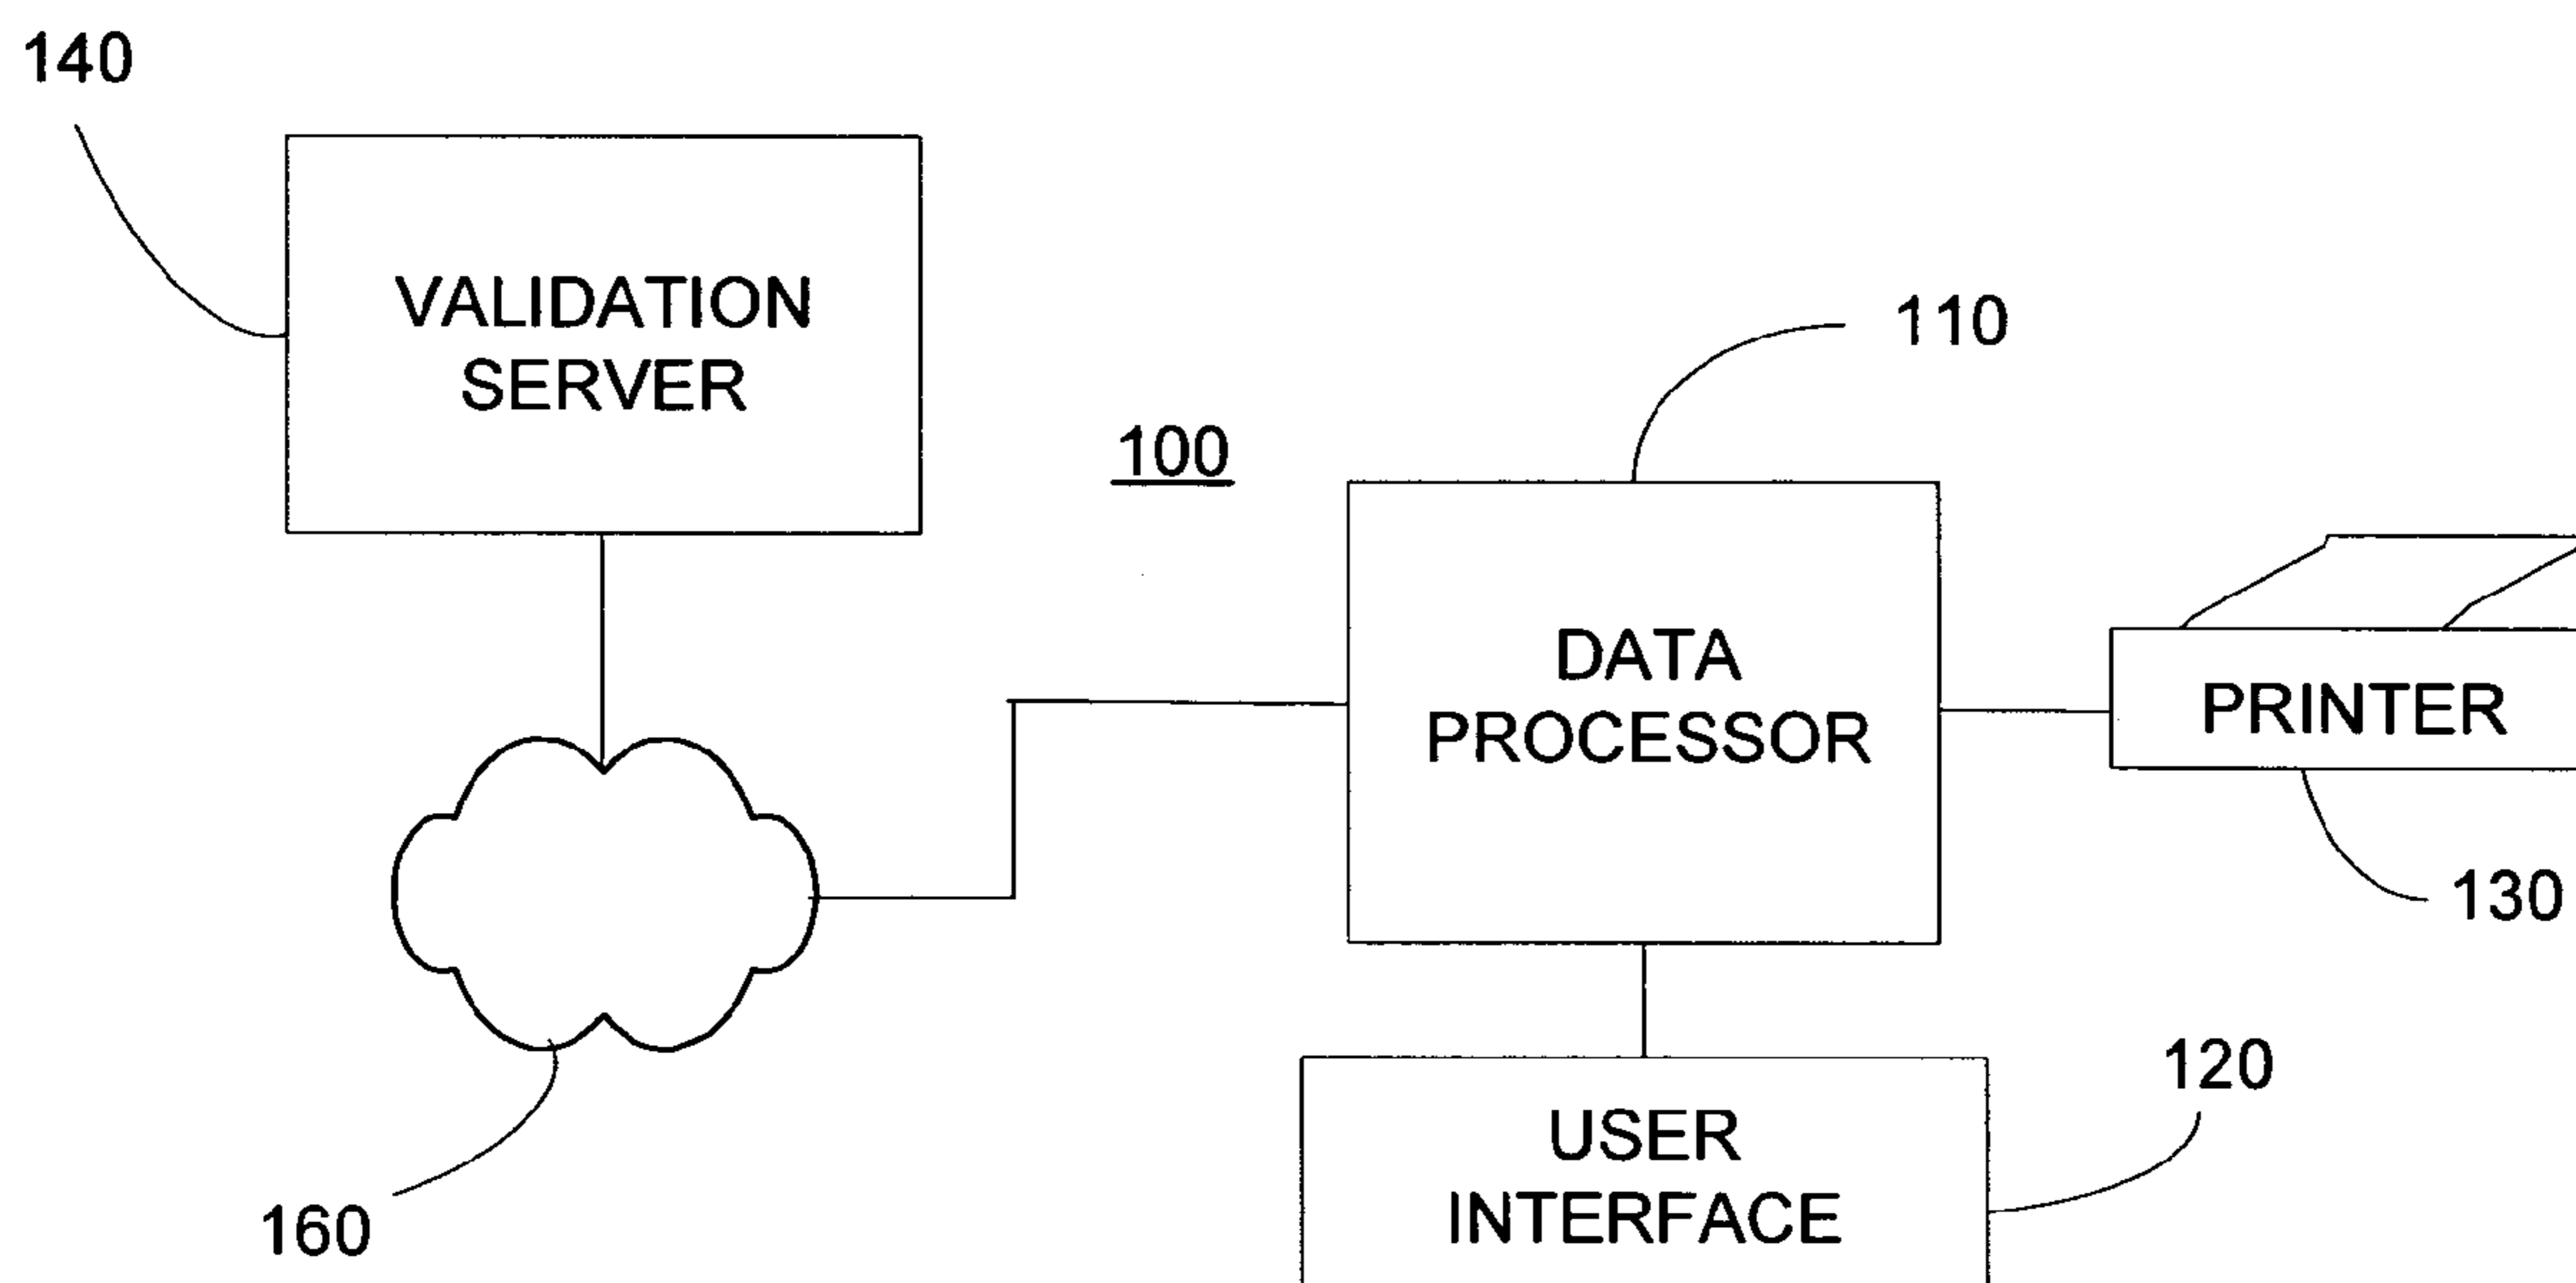 140
VALIDATION
SERVER
110
100
DATA
PROCESSOR
PRINTER
130
120
USER
INTERFACE
160